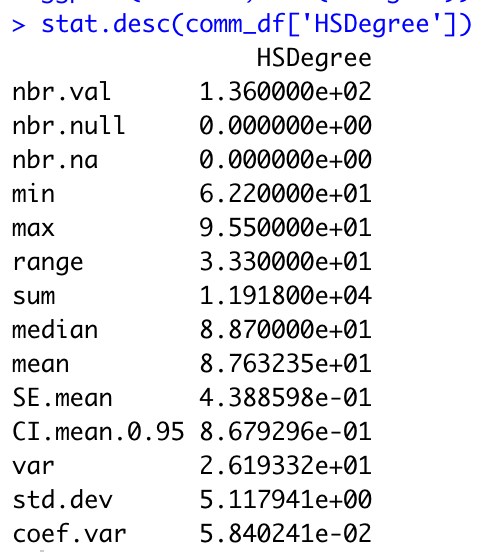 > stat.desc(comm_df['HSDegree'])
HSDegree
nbr.val 1.360000e+02
nbr.null 0.000000e+00
nbr.na 0.000000e+00
min 6.220000e+01
max 9.550000e+01
range 3.330000e+01
sum 1.191800e+04
median 8.870000e+01
mean 8.763235e+01
SE.mean 4.388598e-01
CI.mean.0.95 8.679296e-01
var 2.619332e+01
std.dev 5.117941e+00
coef.var 5.840241e-02